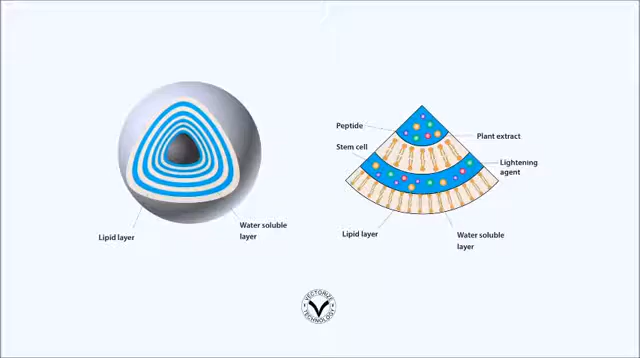 Lipid layer
Water soluble
layer
Peptide
Stem cell
Plant extract
Lightening
agent
Lipid layer
Water soluble
layer
VECTORIZE
TECHNOLOGY